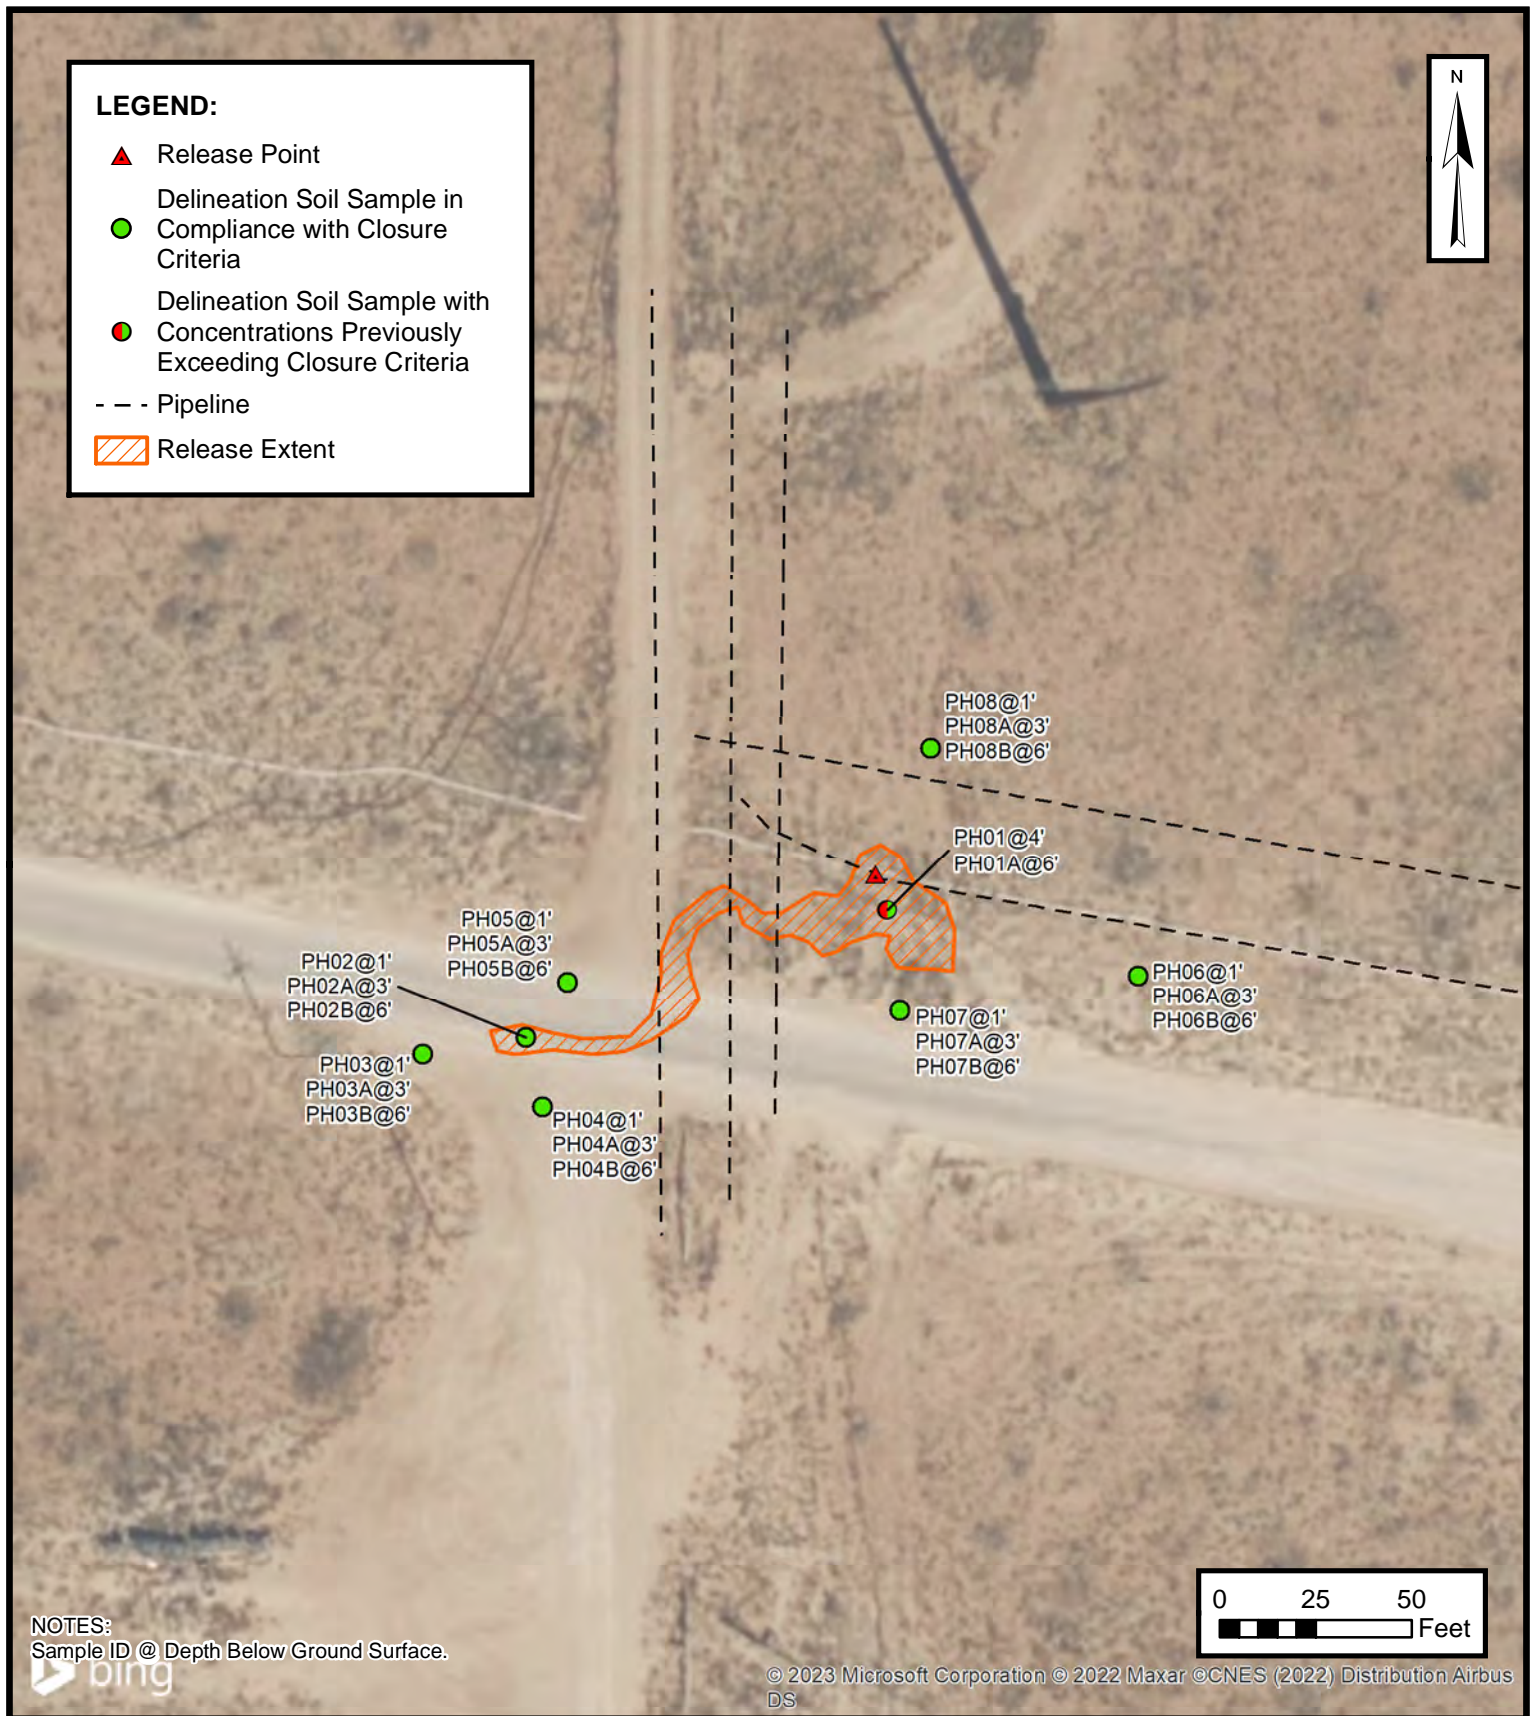 LEGEND:
Release Point
Delineation Soil Sample in
Compliance with Closure
Criteria
Delineation Soil Sample with
Concentrations Previously
Exceeding Closure Criteria
Pipeline
Release Extent
N
PH08@1'
PH08A@3'
PH08B@6'
PH01@4'
PH01A@6'
PH05@1'
PH05A@3'
PH05B@6'
PH02@1'
PH02A@3'
PH02B@6'
PH06@1'
PH06A@3'
PH06B@6'
PH07@1'
PH07A@3'
PH07B@6'
PH03@1'
PH03A@3'
PH03B@6'
PH04@1'
PH04A@3'
PH04B@6'
0 25 50
Feet
NOTES:
Sample ID @ Depth Below Ground Surface.
bing
© 2023 Microsoft Corporation © 2022 Maxar ©CNES (2022) Distribution Airbus
DS